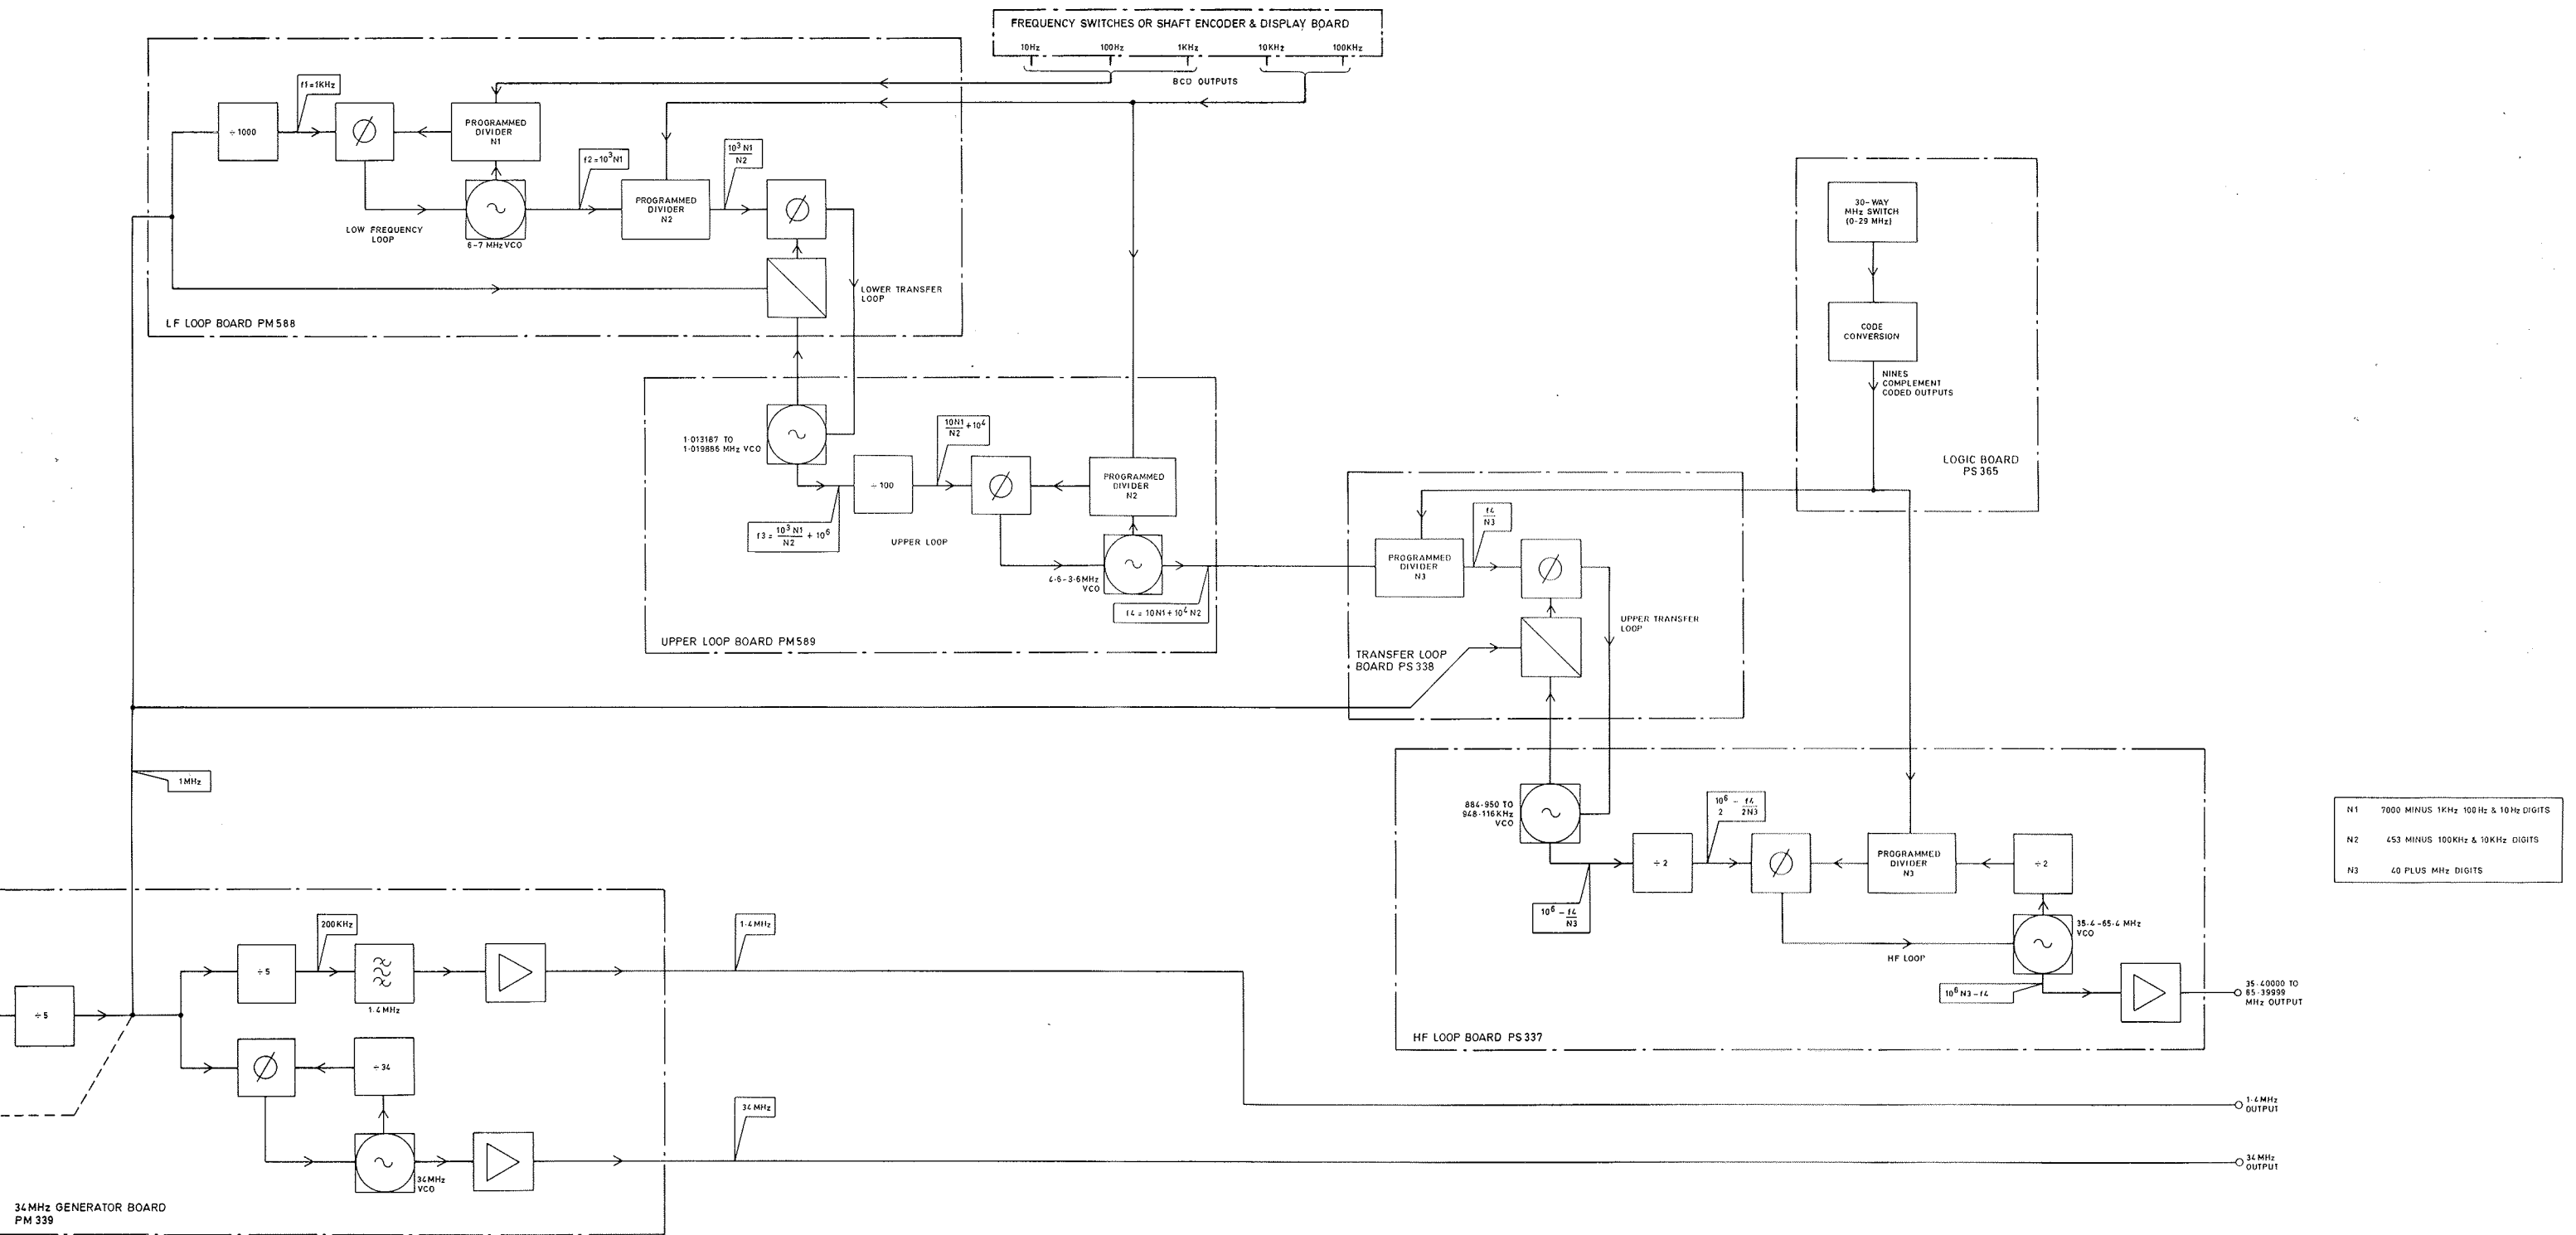 FREQUENCY SWITCHES OR SHAFT ENCODER & DISPLAY BOARD
10Hz 100Hz 1KHz 10KHz 100KHz
BCD OUTPUTS
f1=1KHz
÷1000
Ø
PROGRAMMED
DIVIDER
N1
LOW FREQUENCY
LOOP
6-7 MHz VCO
f2=10³N1
PROGRAMMED
DIVIDER
N2
10³ N1
N2
Ø
LOWER TRANSFER
LOOP
LF LOOP BOARD PM588
30-WAY
MHz SWITCH
(0-29 MHz)
CODE
CONVERSION
NINES
COMPLEMENT
CODED OUTPUTS
LOGIC BOARD
PS365
1·013187 TO
1·019886 MHz VCO
÷100
10N1
N2
+10⁴
Ø
PROGRAMMED
DIVIDER
N2
f3 = 10³ N1
N2
+ 10⁶
UPPER LOOP
4·6-3·6MHz
VCO
f4 = 10N1+10⁴N2
UPPER LOOP BOARD PM589
PROGRAMMED
DIVIDER
N3
f4
N3
Ø
UPPER TRANSFER
LOOP
TRANSFER LOOP
BOARD PS338
1MHz
884·950 TO
948·116KHz
VCO
÷2
10⁶ - f4
2 2N3
Ø
PROGRAMMED
DIVIDER
N3
÷2
10⁶ - f4
N3
HF LOOP
35·4-65·4 MHz
VCO
10⁶N3-f4
35·40000 TO
65·39999
MHz OUTPUT
HF LOOP BOARD PS337
N1 7000 MINUS 1KHz 100Hz & 10Hz DIGITS
N2 453 MINUS 100KHz & 10KHz DIGITS
N3 40 PLUS MHz DIGITS
÷5
÷5
200KHz
1·4MHz
1·4MHz
Ø
÷34
34MHz
VCO
34MHz
34MHz GENERATOR BOARD
PM339
1·4MHz
OUTPUT
34MHz
OUTPUT